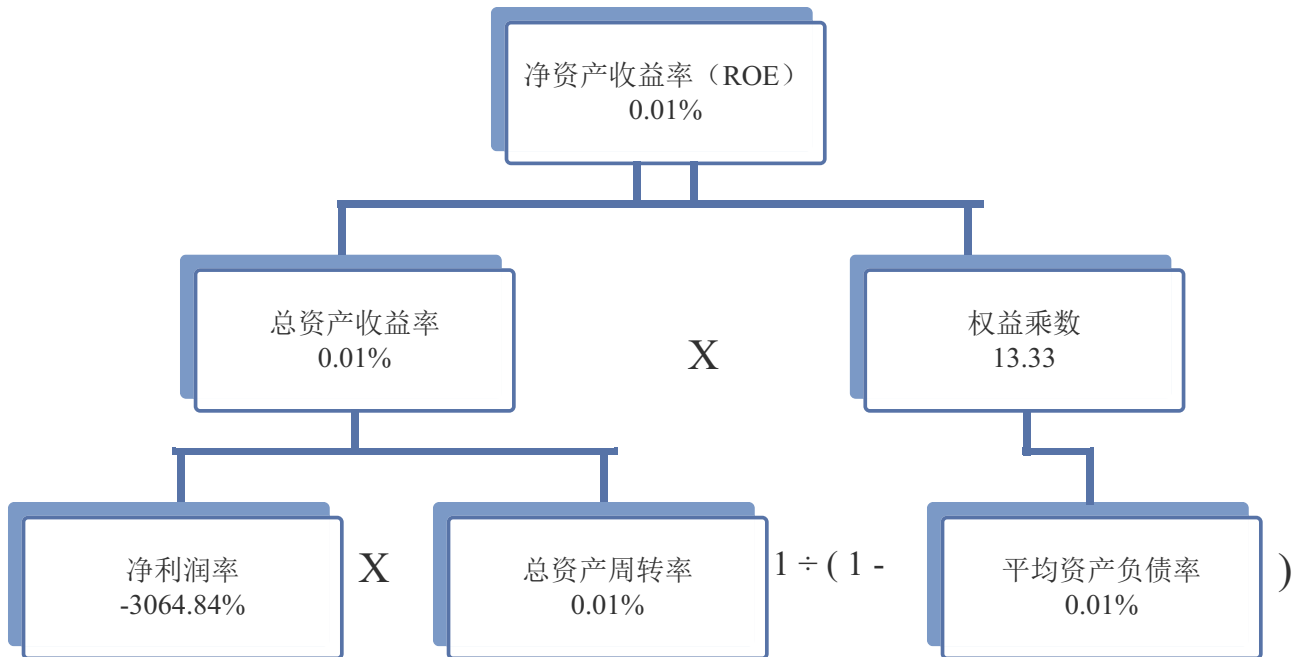 净资产收益率（ROE）
0.01%
总资产收益率
0.01%
X
权益乘数
13.33
净利润率
-3064.84%
X
总资产周转率
0.01%
1 ÷ ( 1 -
平均资产负债率
0.01%
)